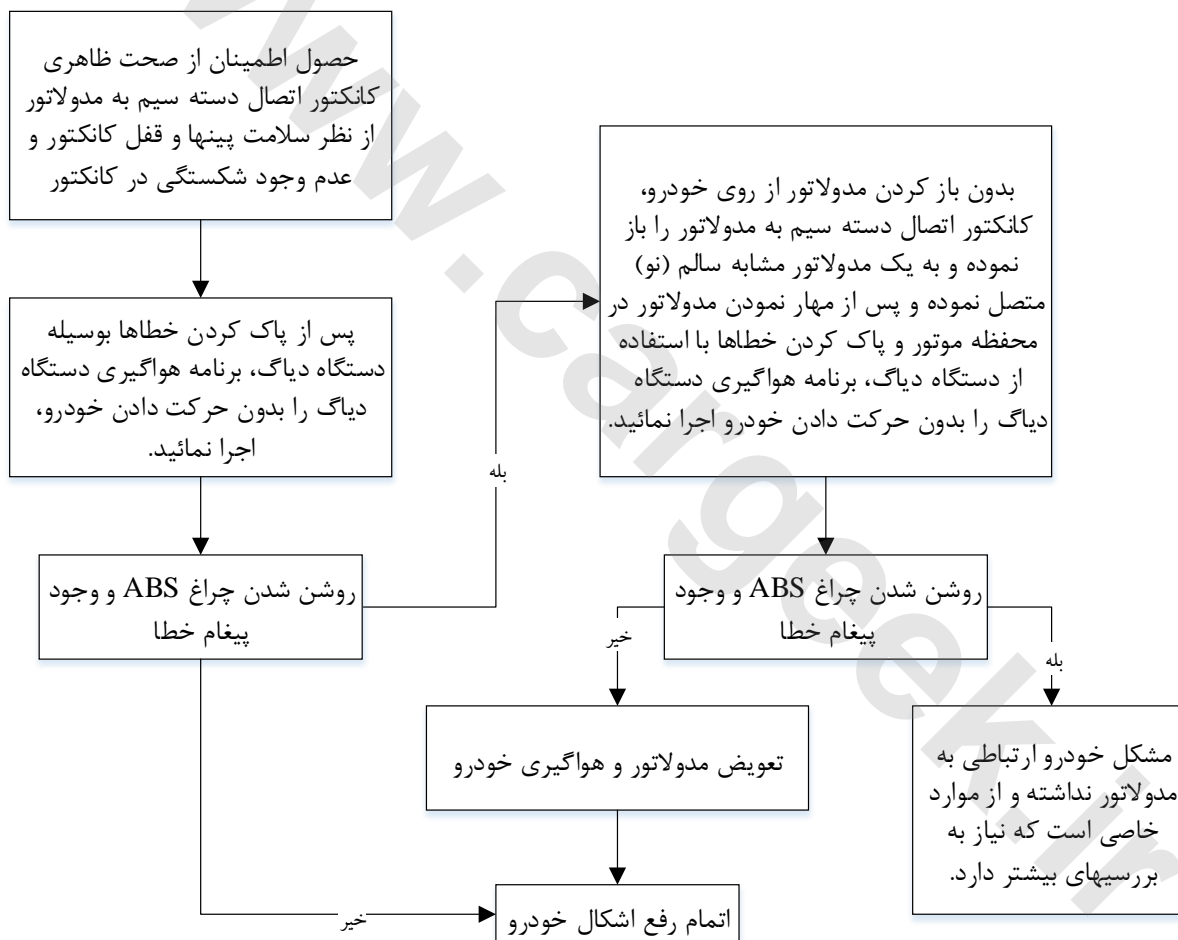 حصول اطمینان از صحت ظاهری
کانکتور اتصال دسته سیم به مدولاتور
از نظر سلامت پینها و قفل کانکتور و
عدم وجود شکستگی در کانکتور
پس از پاک کردن خطاها بوسیله
دستگاه دیاگ، برنامه هواگیری دستگاه
دیاگ را بدون حرکت دادن خودرو،
اجرا نمائید.
روشن شدن چراغ ABS و وجود
پیغام خطا
بله
خیر
بدون باز کردن مدولاتور از روی خودرو،
کانکتور اتصال دسته سیم به مدولاتور را باز
نموده و به یک مدولاتور مشابه سالم (نو)
متصل نموده و پس از مهار نمودن مدولاتور در
محفظه موتور و پاک کردن خطاها با استفاده
از دستگاه دیاگ، برنامه هواگیری دستگاه
دیاگ را بدون حرکت دادن خودرو اجرا نمائید.
روشن شدن چراغ ABS و وجود
پیغام خطا
خیر
بله
تعویض مدولاتور و هواگیری خودرو
مشکل خودرو ارتباطی به
مدولاتور نداشته و از موارد
خاصی است که نیاز به
بررسیهای بیشتر دارد.
اتمام رفع اشکال خودرو
www.cargeek.ir